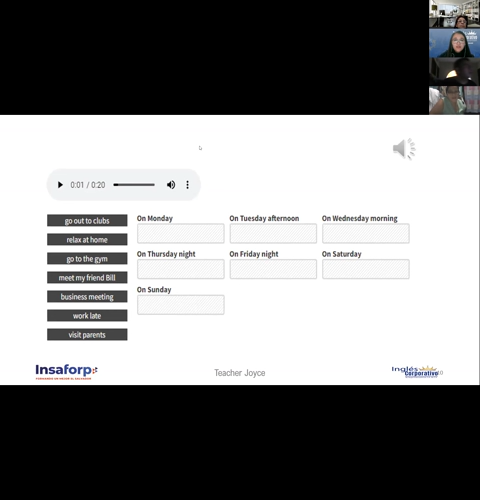 0:01 / 0:20
go out to clubs
relax at home
go to the gym
meet my friend Bill
business meeting
work late
visit parents
On Monday
On Tuesday afternoon
On Wednesday morning
On Thursday night
On Friday night
On Saturday
On Sunday
Insaforp
Teacher Joyce
Inglés
Corporativo